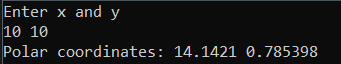 Enter x and y
10 10
Polar coordinates: 14.1421 0.785398